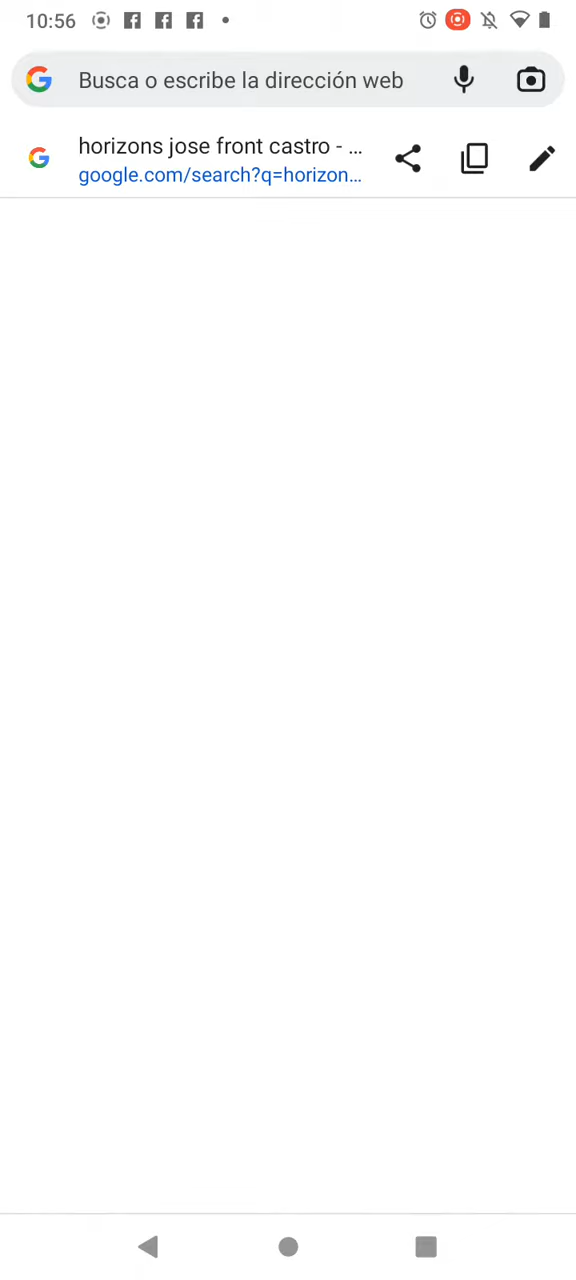 10:56
Busca o escribe la dirección web
horizons jose front castro - ...
google.com/search?q=horizon...